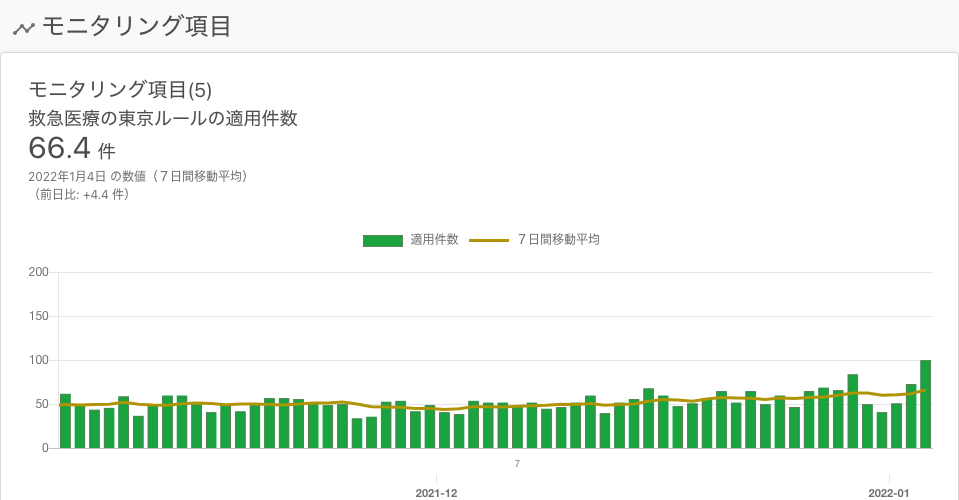 モニタリング項目
モニタリング項目(5)
救急医療の東京ルールの適用件数
66.4 件
2022年1月4日 の数値（７日間移動平均）
（前日比: +4.4 件）
適用件数 ７日間移動平均
200
150
100
50
0
7
2021-12 2022-01